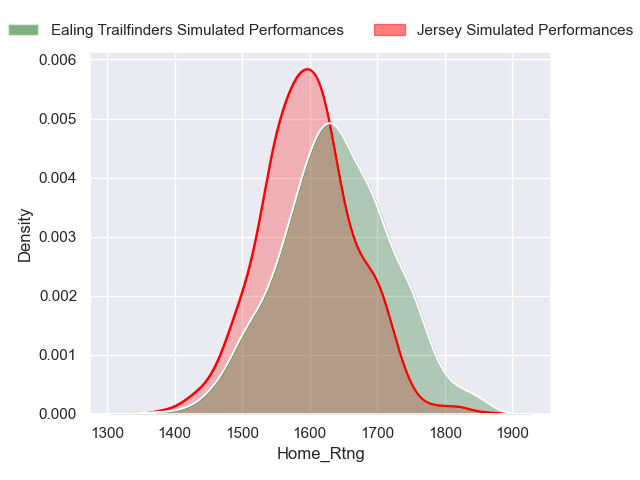 Ealing Trailfinders Simulated Performances Jersey Simulated Performances
0.006
0.005
0.004
0.003
0.002
0.001
0.000
Density
1300 1400 1500 1600 1700 1800 1900
Home_Rtng